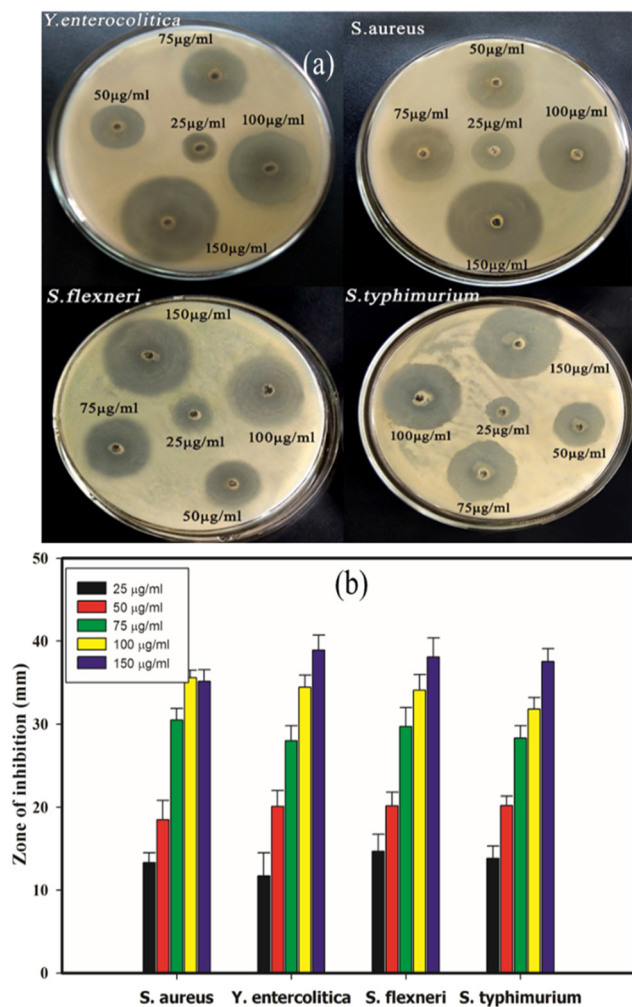 Y.enterocolitica
75µg/ml
(a)
50µg/ml
25µg/ml
100µg/ml
150µg/ml
S.aureus
50µg/ml
75µg/ml
25µg/ml
100µg/ml
150µg/ml
S.flexneri
150µg/ml
75µg/ml
25µg/ml
100µg/ml
50µg/ml
S.typhimurium
150µg/ml
100µg/ml
25µg/ml
50µg/ml
75µg/ml
(b)
50
40
30
20
10
0
Zone of inhibition (mm)
25 µg/ml
50 µg/ml
75 µg/ml
100 µg/ml
150 µg/ml
S. aureus
Y. entercolitica
S. flexneri
S. typhimurium